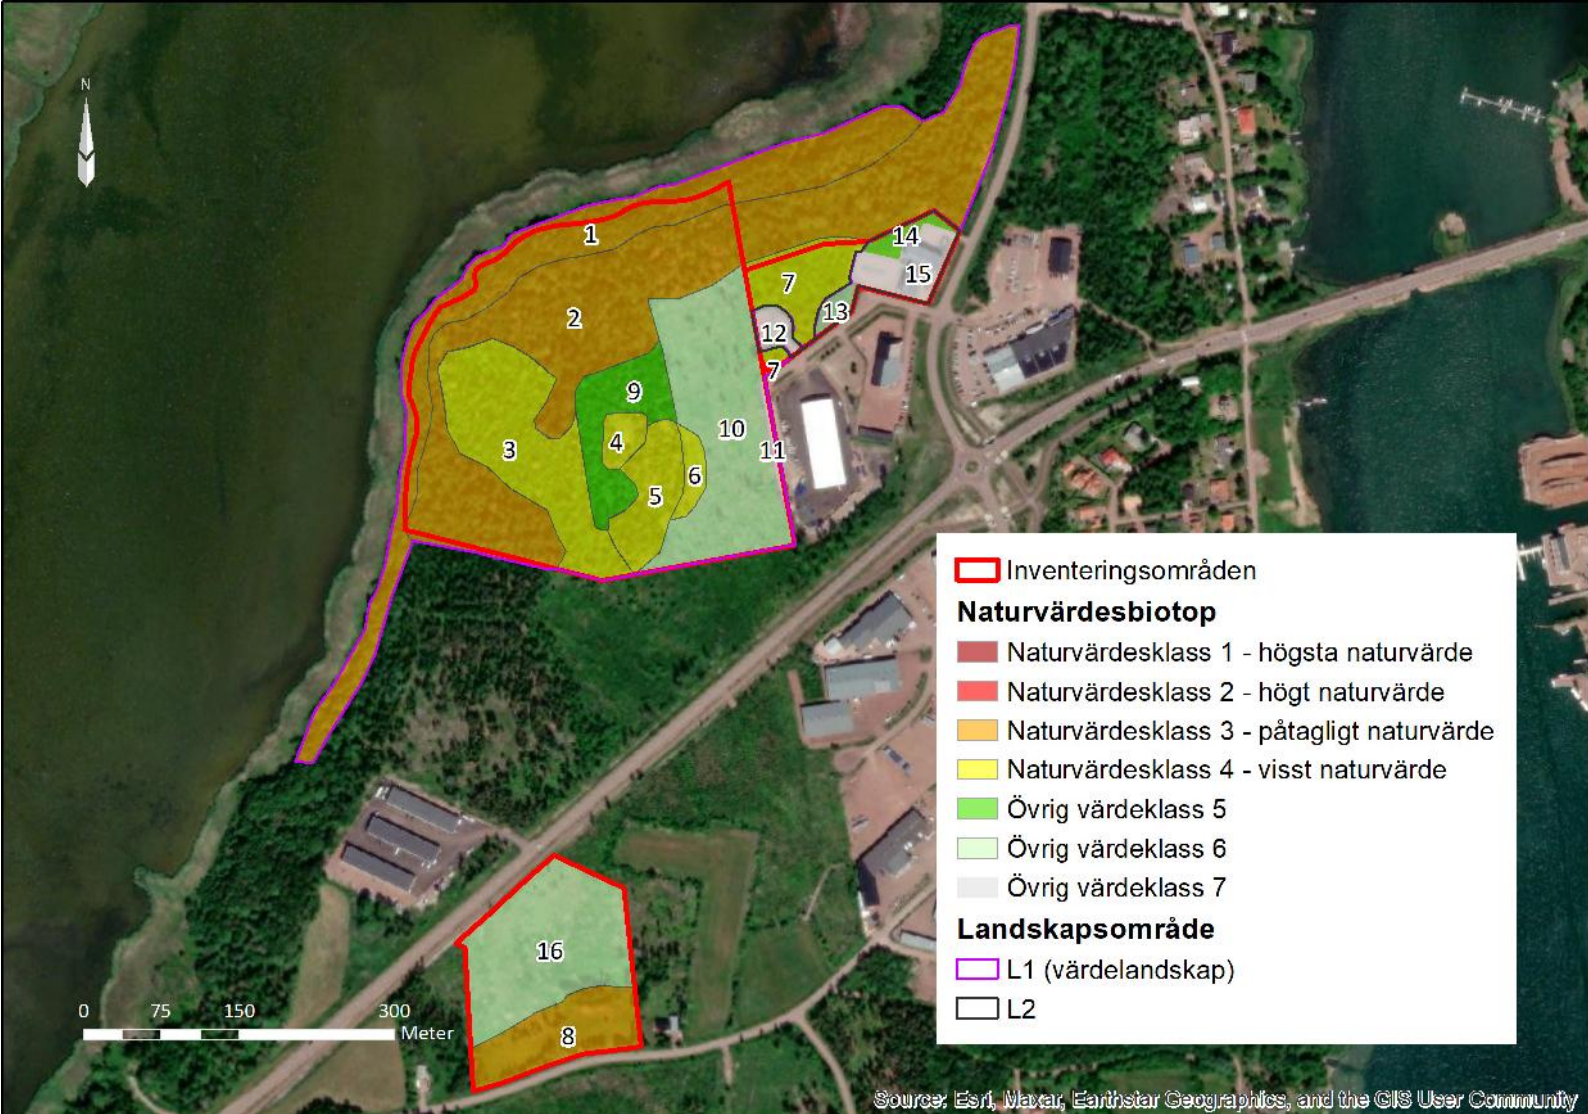 N
1
14
15
7
13
2
12
7
9
10
4
3
11
6
5
Inventeringsområden
Naturvärdesbiotop
Naturvärdesklass 1 - högsta naturvärde
Naturvärdesklass 2 - högt naturvärde
Naturvärdesklass 3 - påtagligt naturvärde
Naturvärdesklass 4 - visst naturvärde
Övrig värdeklass 5
Övrig värdeklass 6
Övrig värdeklass 7
Landskapsområde
L1 (värdelandskap)
L2
16
8
0 75 150 300
Meter
Source: Esri, Maxar, Earthstar Geographics, and the GIS User Community